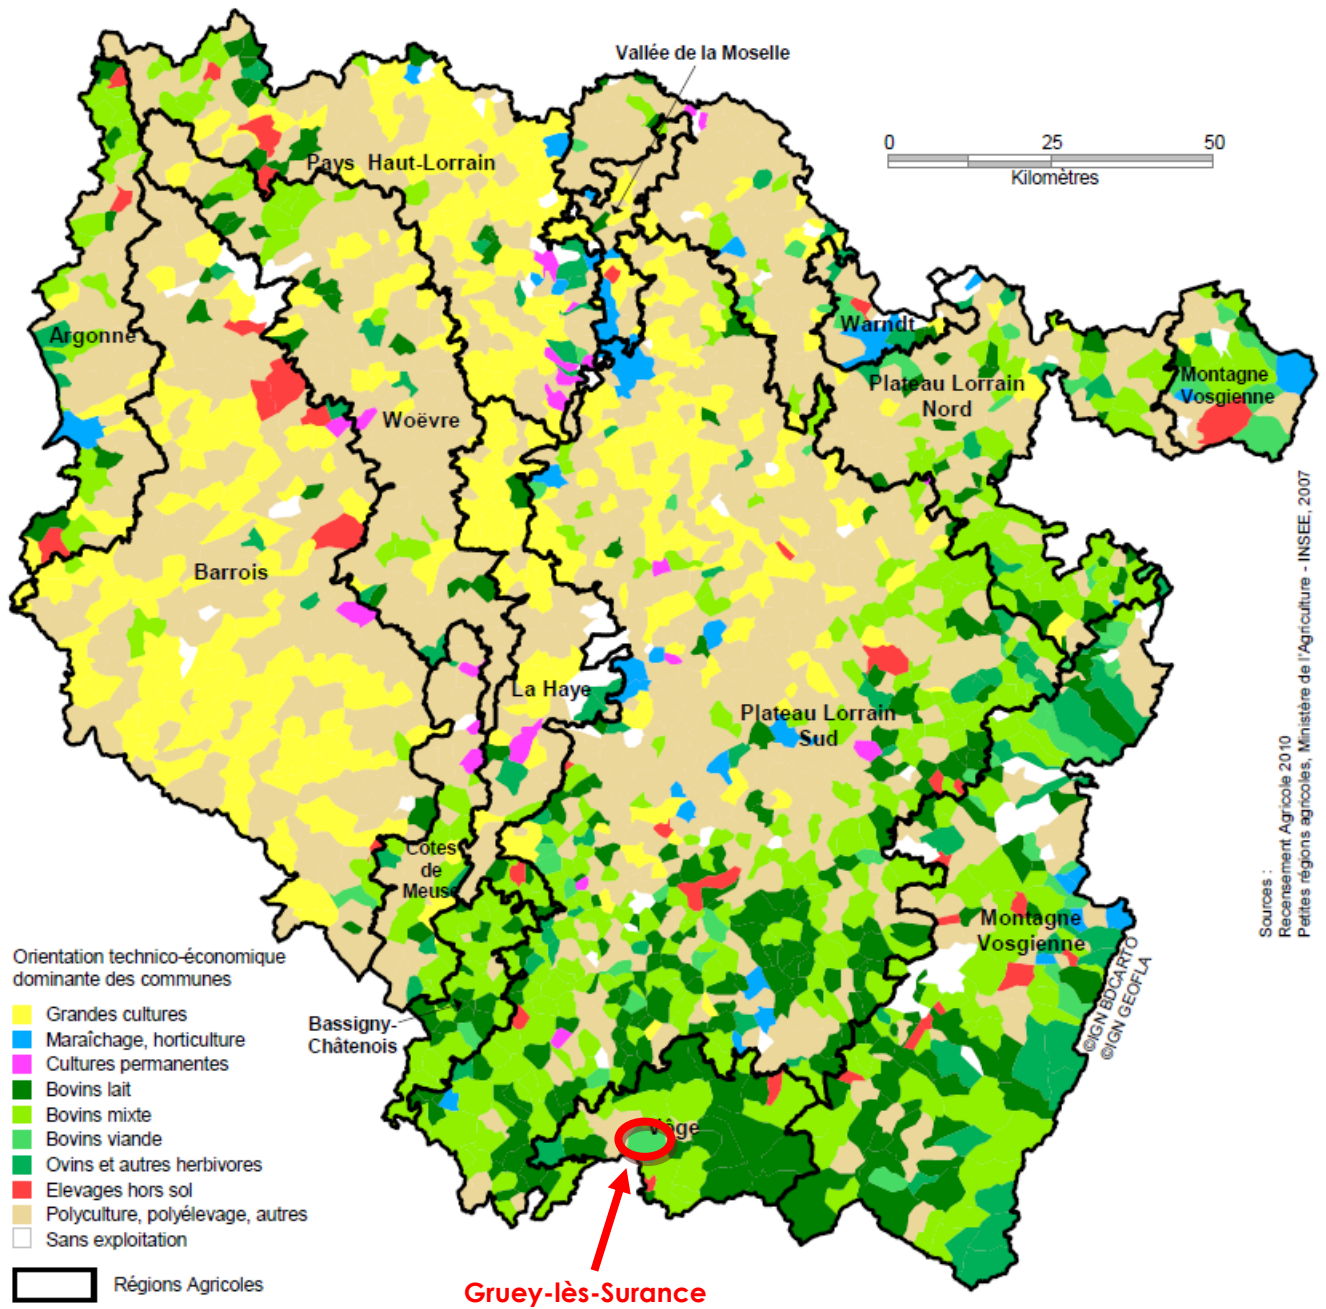 Vallée de la Moselle
0 25 50
Kilomètres
Pays Haut-Lorrain
Argonne
Warndt
Montagne
Vosgienne
Plateau Lorrain
Nord
Woëvre
Barrois
La Haye
Plateau Lorrain
Sud
Côtes
de
Meuse
Montagne
Vosgienne
Bassigny-
Châtenois
Vôge
Gruey-lès-Surance
Orientation technico-économique
dominante des communes
Grandes cultures
Maraîchage, horticulture
Cultures permanentes
Bovins lait
Bovins mixte
Bovins viande
Ovins et autres herbivores
Elevages hors sol
Polyculture, polyélevage, autres
Sans exploitation
Régions Agricoles
©IGN BDCARTO
©IGN GEOFLA
Sources :
Recensement Agricole 2010
Petites régions agricoles, Ministère de l'Agriculture - INSEE, 2007